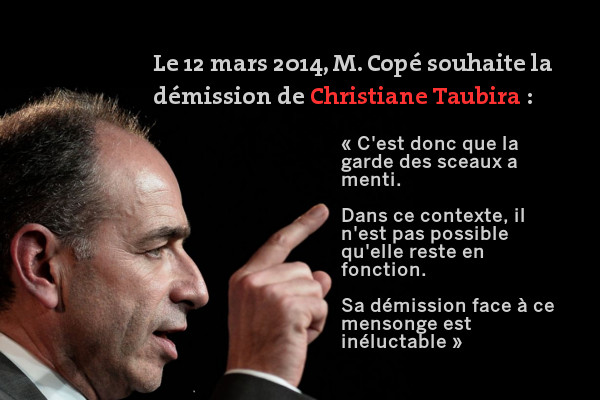 Le 12 mars 2014, M. Copé souhaite la
démission de Christiane Taubira :
« C'est donc que la
garde des sceaux a
menti.
Dans ce contexte, il
n'est pas possible
qu'elle reste en
fonction.
Sa démission face à ce
mensonge est
inéluctable »